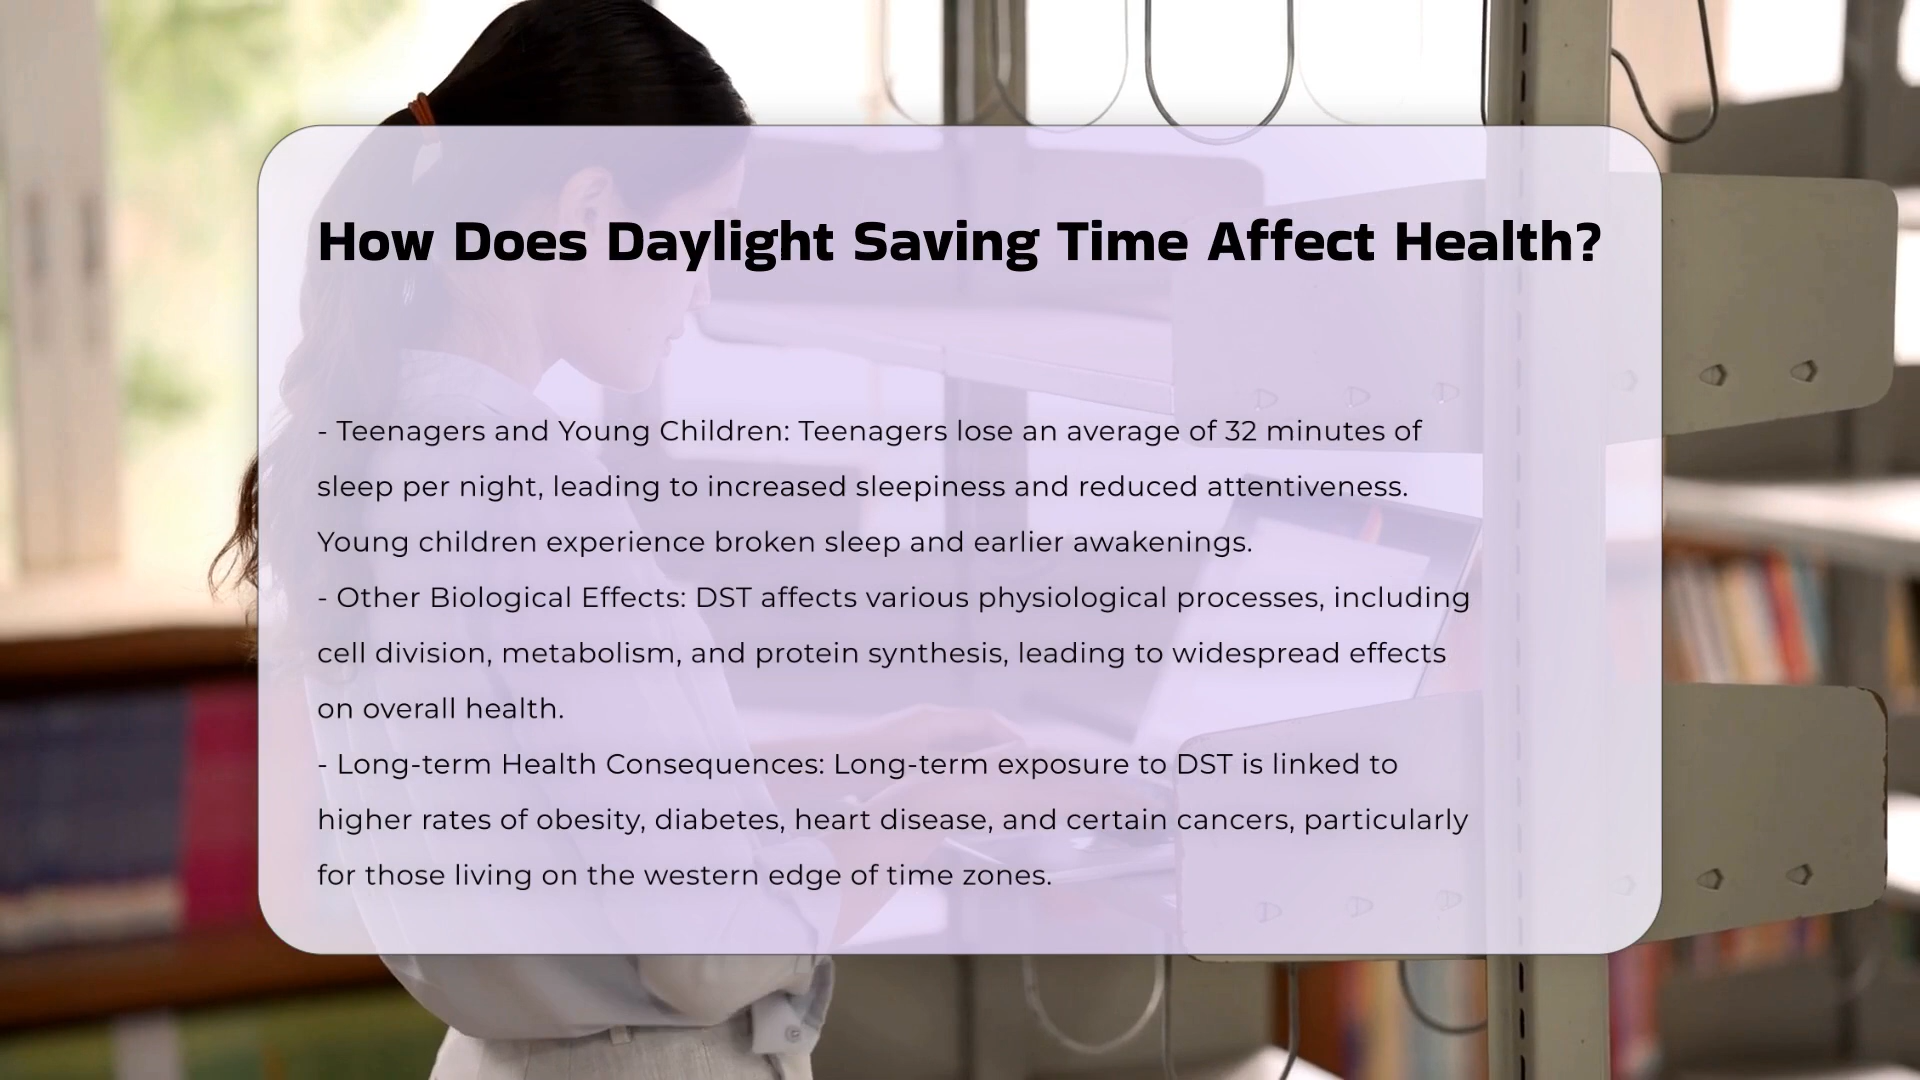 How Does Daylight Saving Time Affect Health?
- Teenagers and Young Children: Teenagers lose an average of 32 minutes of
sleep per night, leading to increased sleepiness and reduced attentiveness.
Young children experience broken sleep and earlier awakenings.
- Other Biological Effects: DST affects various physiological processes, including
cell division, metabolism, and protein synthesis, leading to widespread effects
on overall health.
- Long-term Health Consequences: Long-term exposure to DST is linked to
higher rates of obesity, diabetes, heart disease, and certain cancers, particularly
for those living on the western edge of time zones.